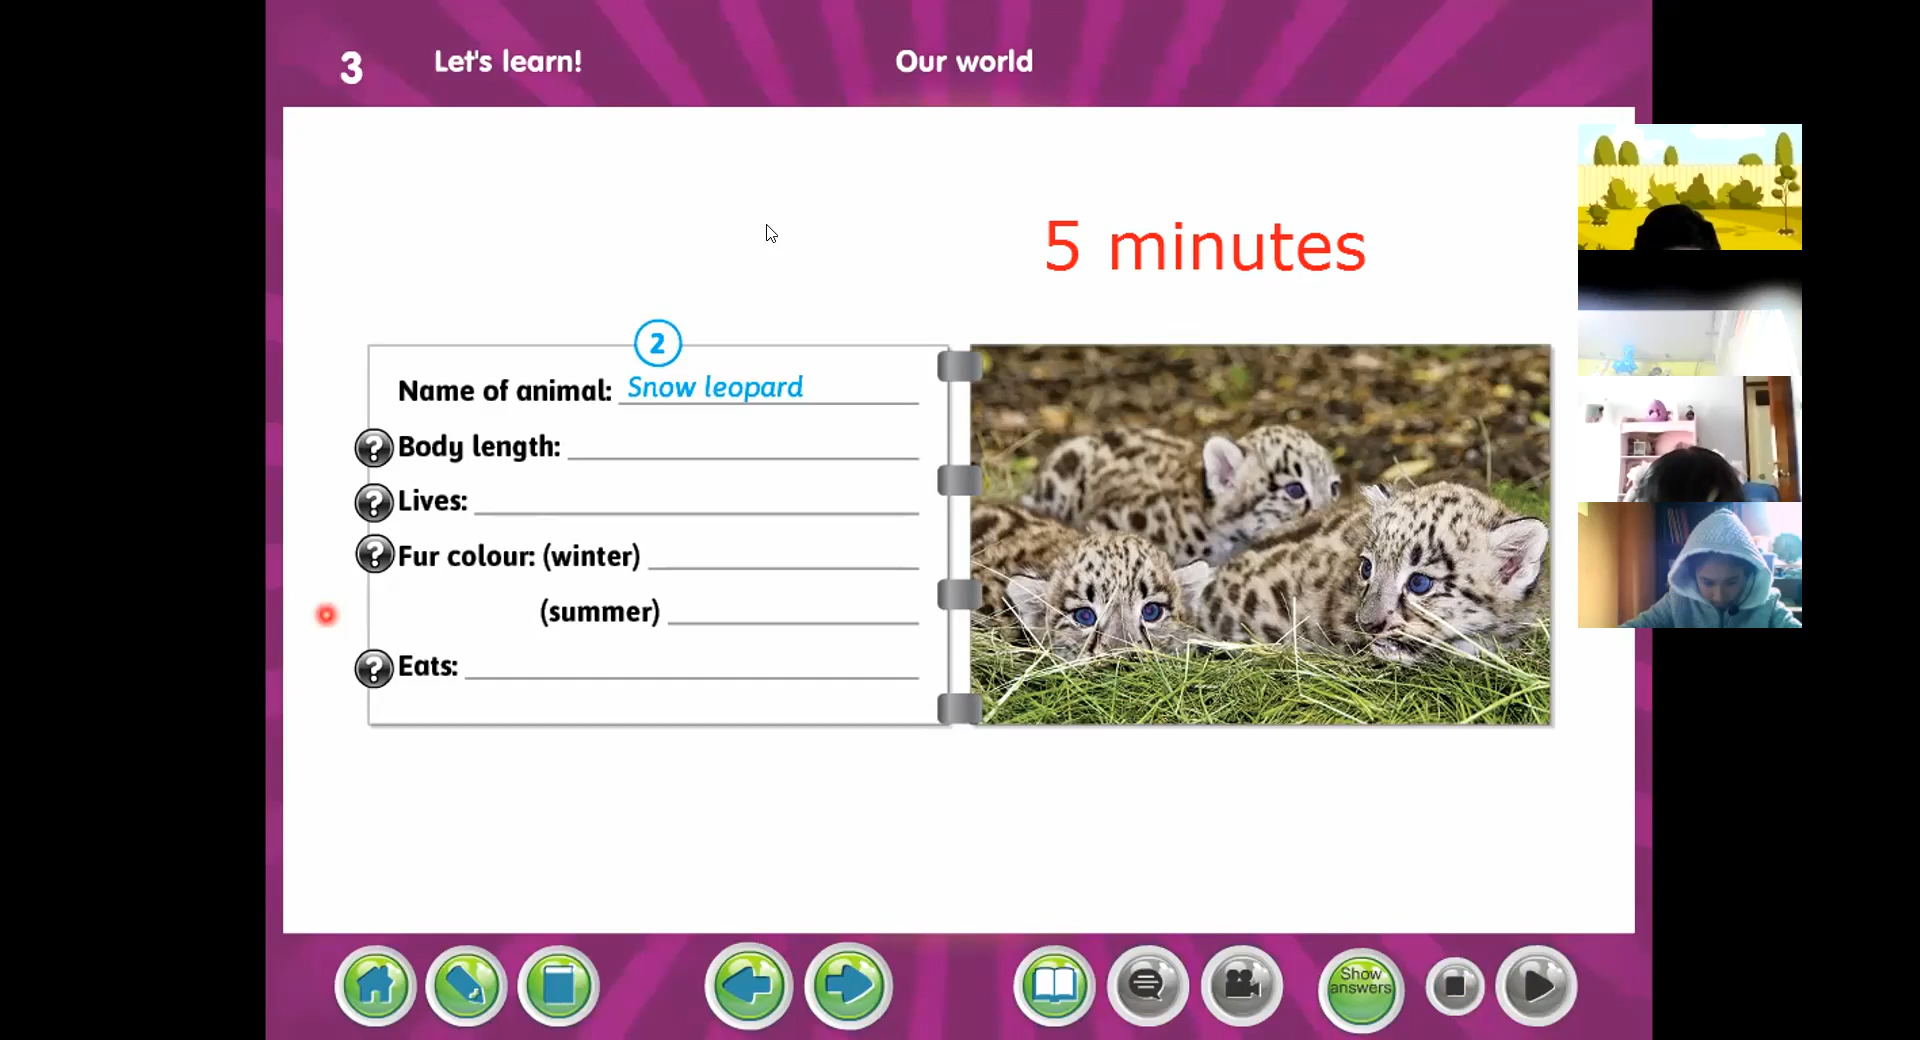 3 Let's learn! Our world
5 minutes
2
Name of animal: Snow leopard
? Body length:
? Lives:
? Fur colour: (winter)
(summer)
? Eats:
Show
answers